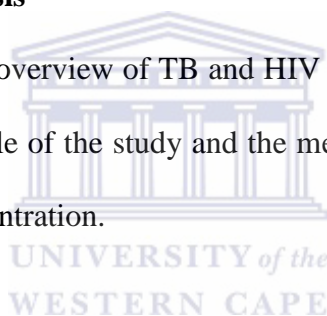 overview of TB and HIV
le of the study and the me
ntration.
UNIVERSITY of the
WESTERN CAPE